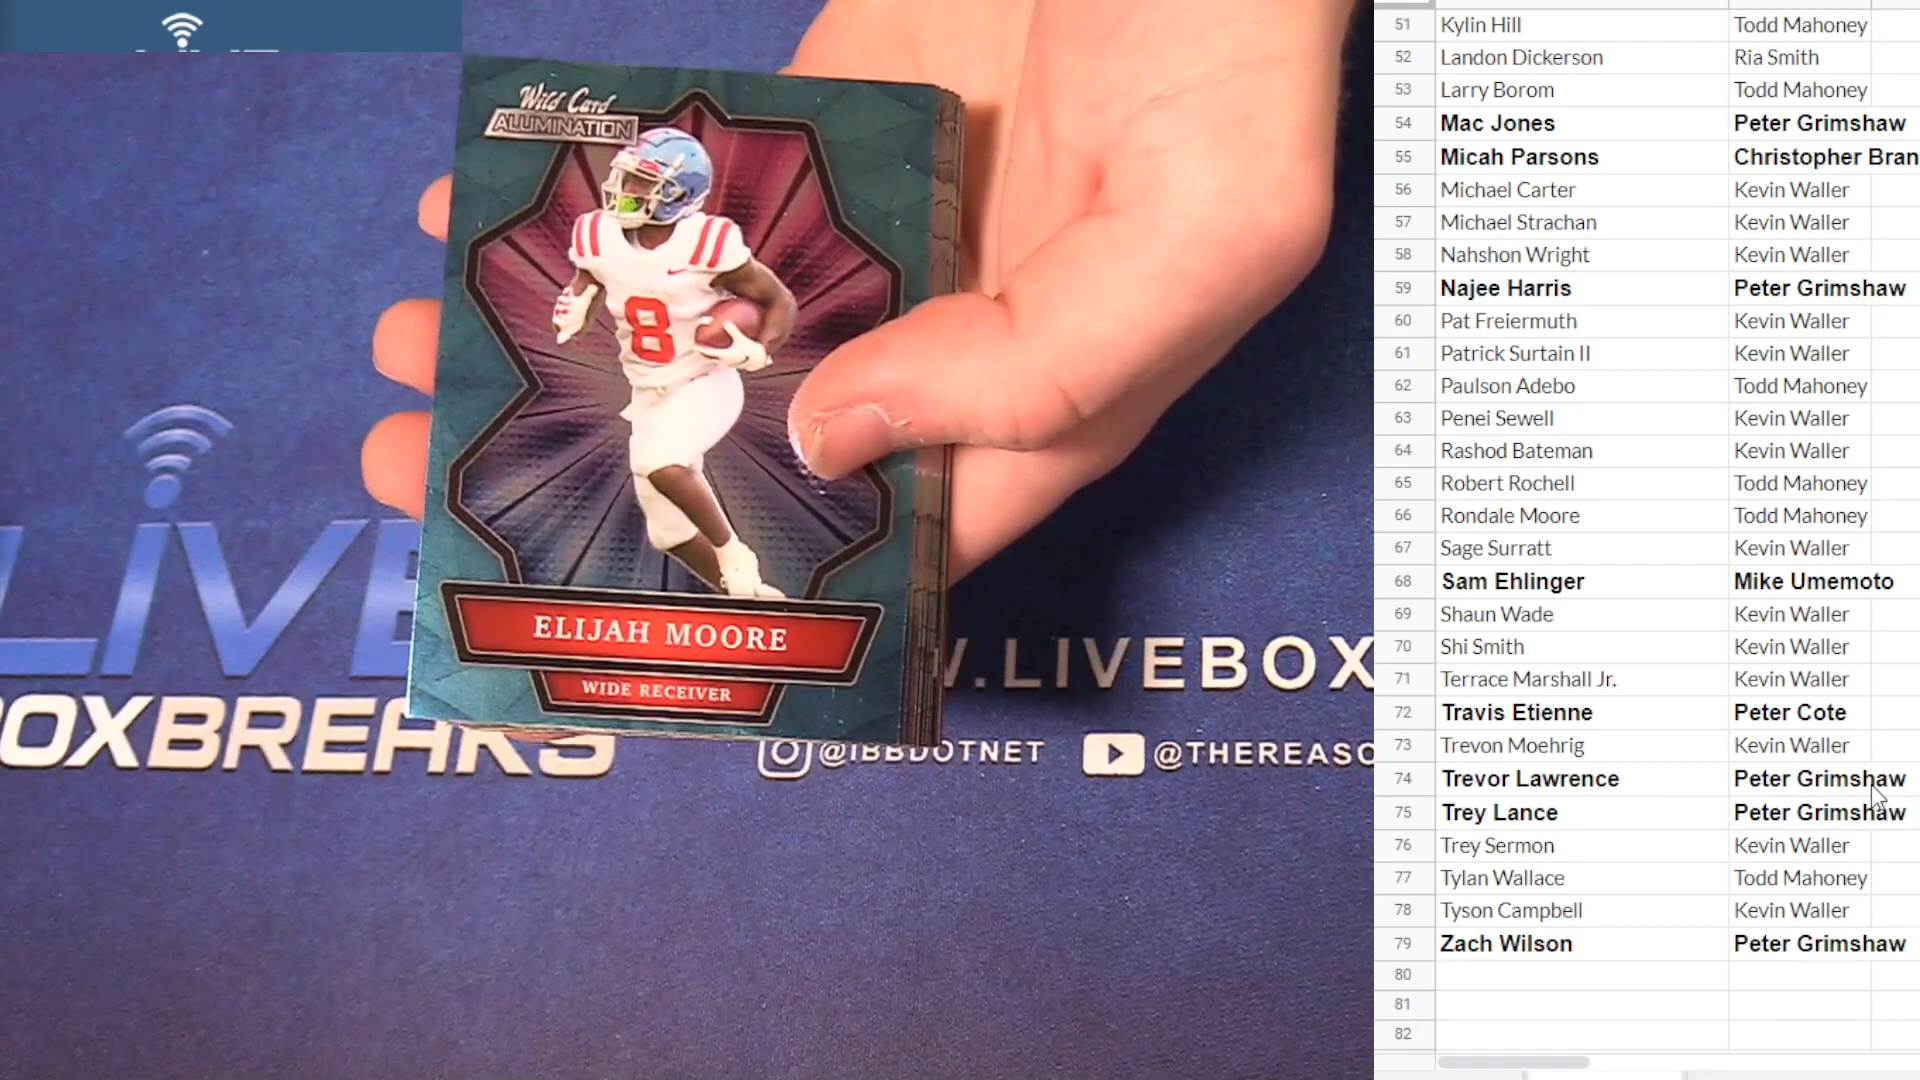 Wild Card
ALUMINATION
8
ELIJAH MOORE
WIDE RECEIVER
LIVE
OXBREAKS
.LIVEBOX
@IBBDOTNET
@THEREASO
51 Kylin Hill Todd Mahoney
52 Landon Dickerson Ria Smith
53 Larry Borom Todd Mahoney
54 Mac Jones Peter Grimshaw
55 Micah Parsons Christopher Bran
56 Michael Carter Kevin Waller
57 Michael Strachan Kevin Waller
58 Nahshon Wright Kevin Waller
59 Najee Harris Peter Grimshaw
60 Pat Freiermuth Kevin Waller
61 Patrick Surtain II Kevin Waller
62 Paulson Adebo Todd Mahoney
63 Penei Sewell Kevin Waller
64 Rashod Bateman Kevin Waller
65 Robert Rochell Todd Mahoney
66 Rondale Moore Todd Mahoney
67 Sage Surratt Kevin Waller
68 Sam Ehlinger Mike Umemoto
69 Shaun Wade Kevin Waller
70 Shi Smith Kevin Waller
71 Terrace Marshall Jr. Kevin Waller
72 Travis Etienne Peter Cote
73 Trevon Moehrig Kevin Waller
74 Trevor Lawrence Peter Grimshaw
75 Trey Lance Peter Grimshaw
76 Trey Sermon Kevin Waller
77 Tylan Wallace Todd Mahoney
78 Tyson Campbell Kevin Waller
79 Zach Wilson Peter Grimshaw
80
81
82